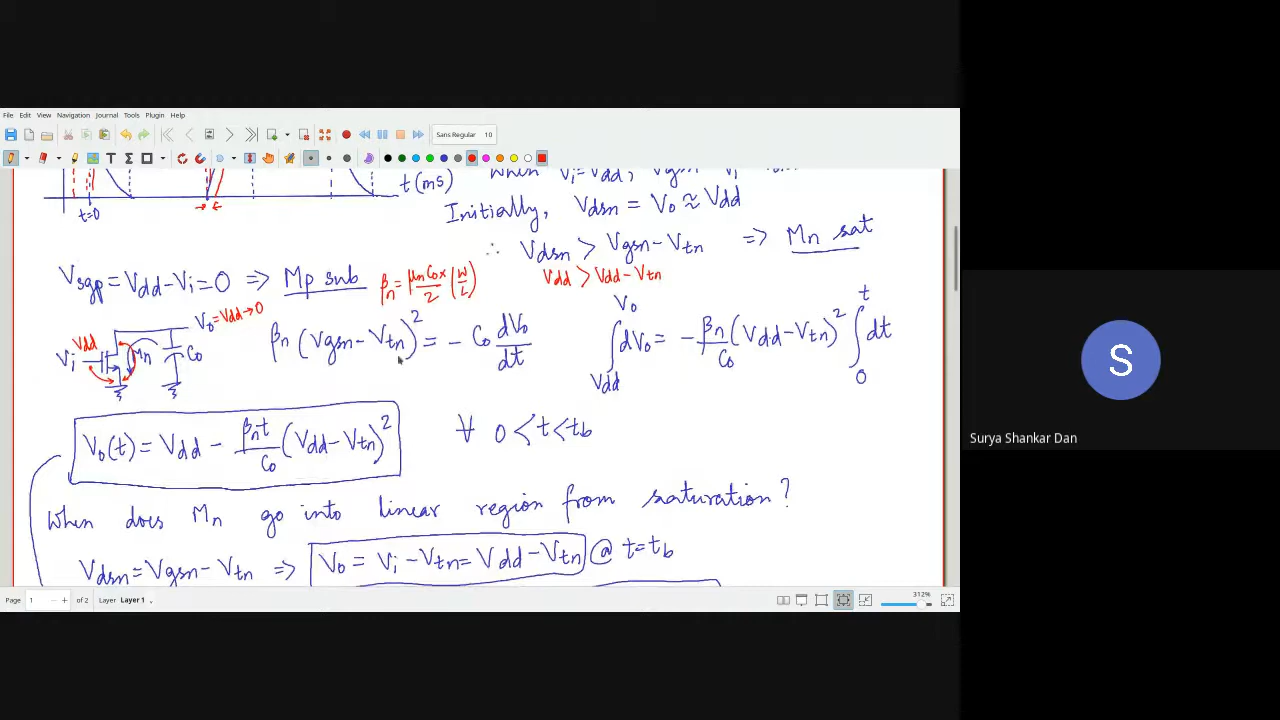 File Edit View Navigation Journal Tools Plugin Help
Sans Regular 10
t(ms)
t=0
When Vi=Vdd, Vgsn
Initially, Vdsn = Vo ≈ Vdd
∴ Vdsn > Vgsn-Vtn => Mn sat
Vdd > Vdd-Vtn
Vsgp=Vdd-Vi=0 => Mp sub
βn = μnCox/2 (W/L)
Vo=Vdd→0
Vi Vdd Mn Co
βn(Vgsn-Vtn)² = - Co dVo/dt
∫_Vdd^Vo dVo = - βn/Co (Vdd-Vtn)² ∫_0^t dt
Vo(t) = Vdd - βnt/Co (Vdd-Vtn)² ∀ 0<t<tb
When does Mn go into linear region from saturation?
Vdsn=Vgsn-Vtn => Vo = Vi-Vtn=Vdd-Vtn @ t=tb
Page 1 of 2 Layer Layer 1 312%
S
Surya Shankar Dan